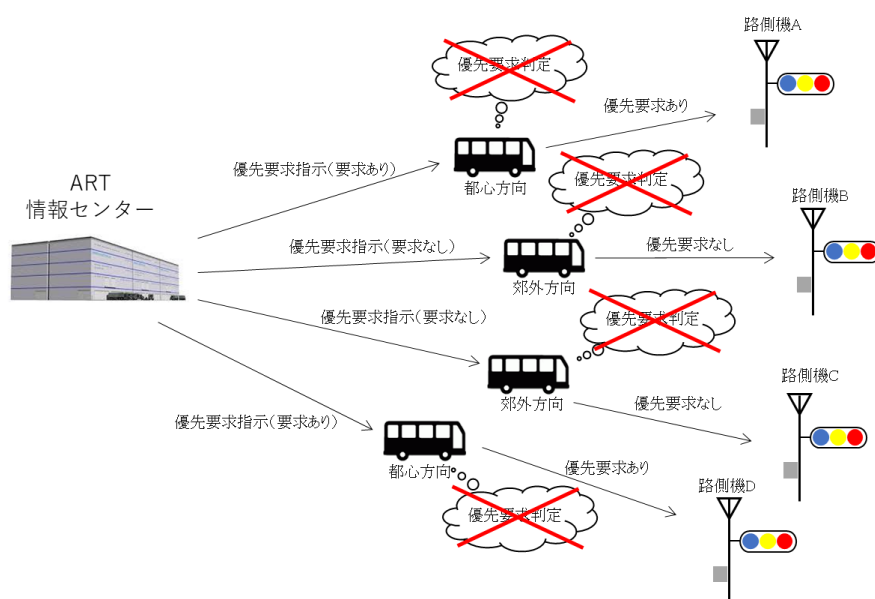 路側機A
優先要求判定
優先要求あり
優先要求指示（要求あり）
都心方向
ART
情報センター
優先要求判定
路側機B
優先要求指示（要求なし）
優先要求なし
郊外方向
優先要求判定
優先要求指示（要求なし）
路側機C
郊外方向
優先要求なし
優先要求指示（要求あり）
都心方向
優先要求あり
路側機D
優先要求判定